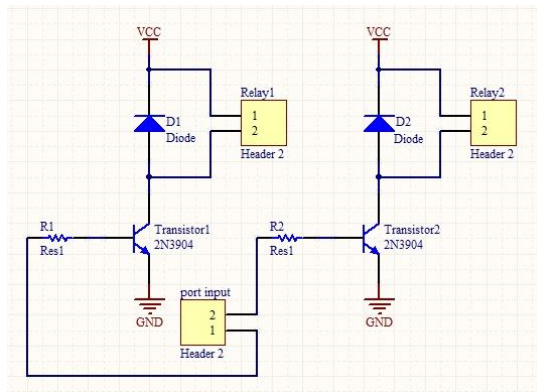 VCC
VCC
Relay1
1
2
Header 2
D1
Diode
Relay2
1
2
Header 2
D2
Diode
R1
Res1
Transistor1
2N3904
R2
Res1
Transistor2
2N3904
GND
port input
2
1
Header 2
GND